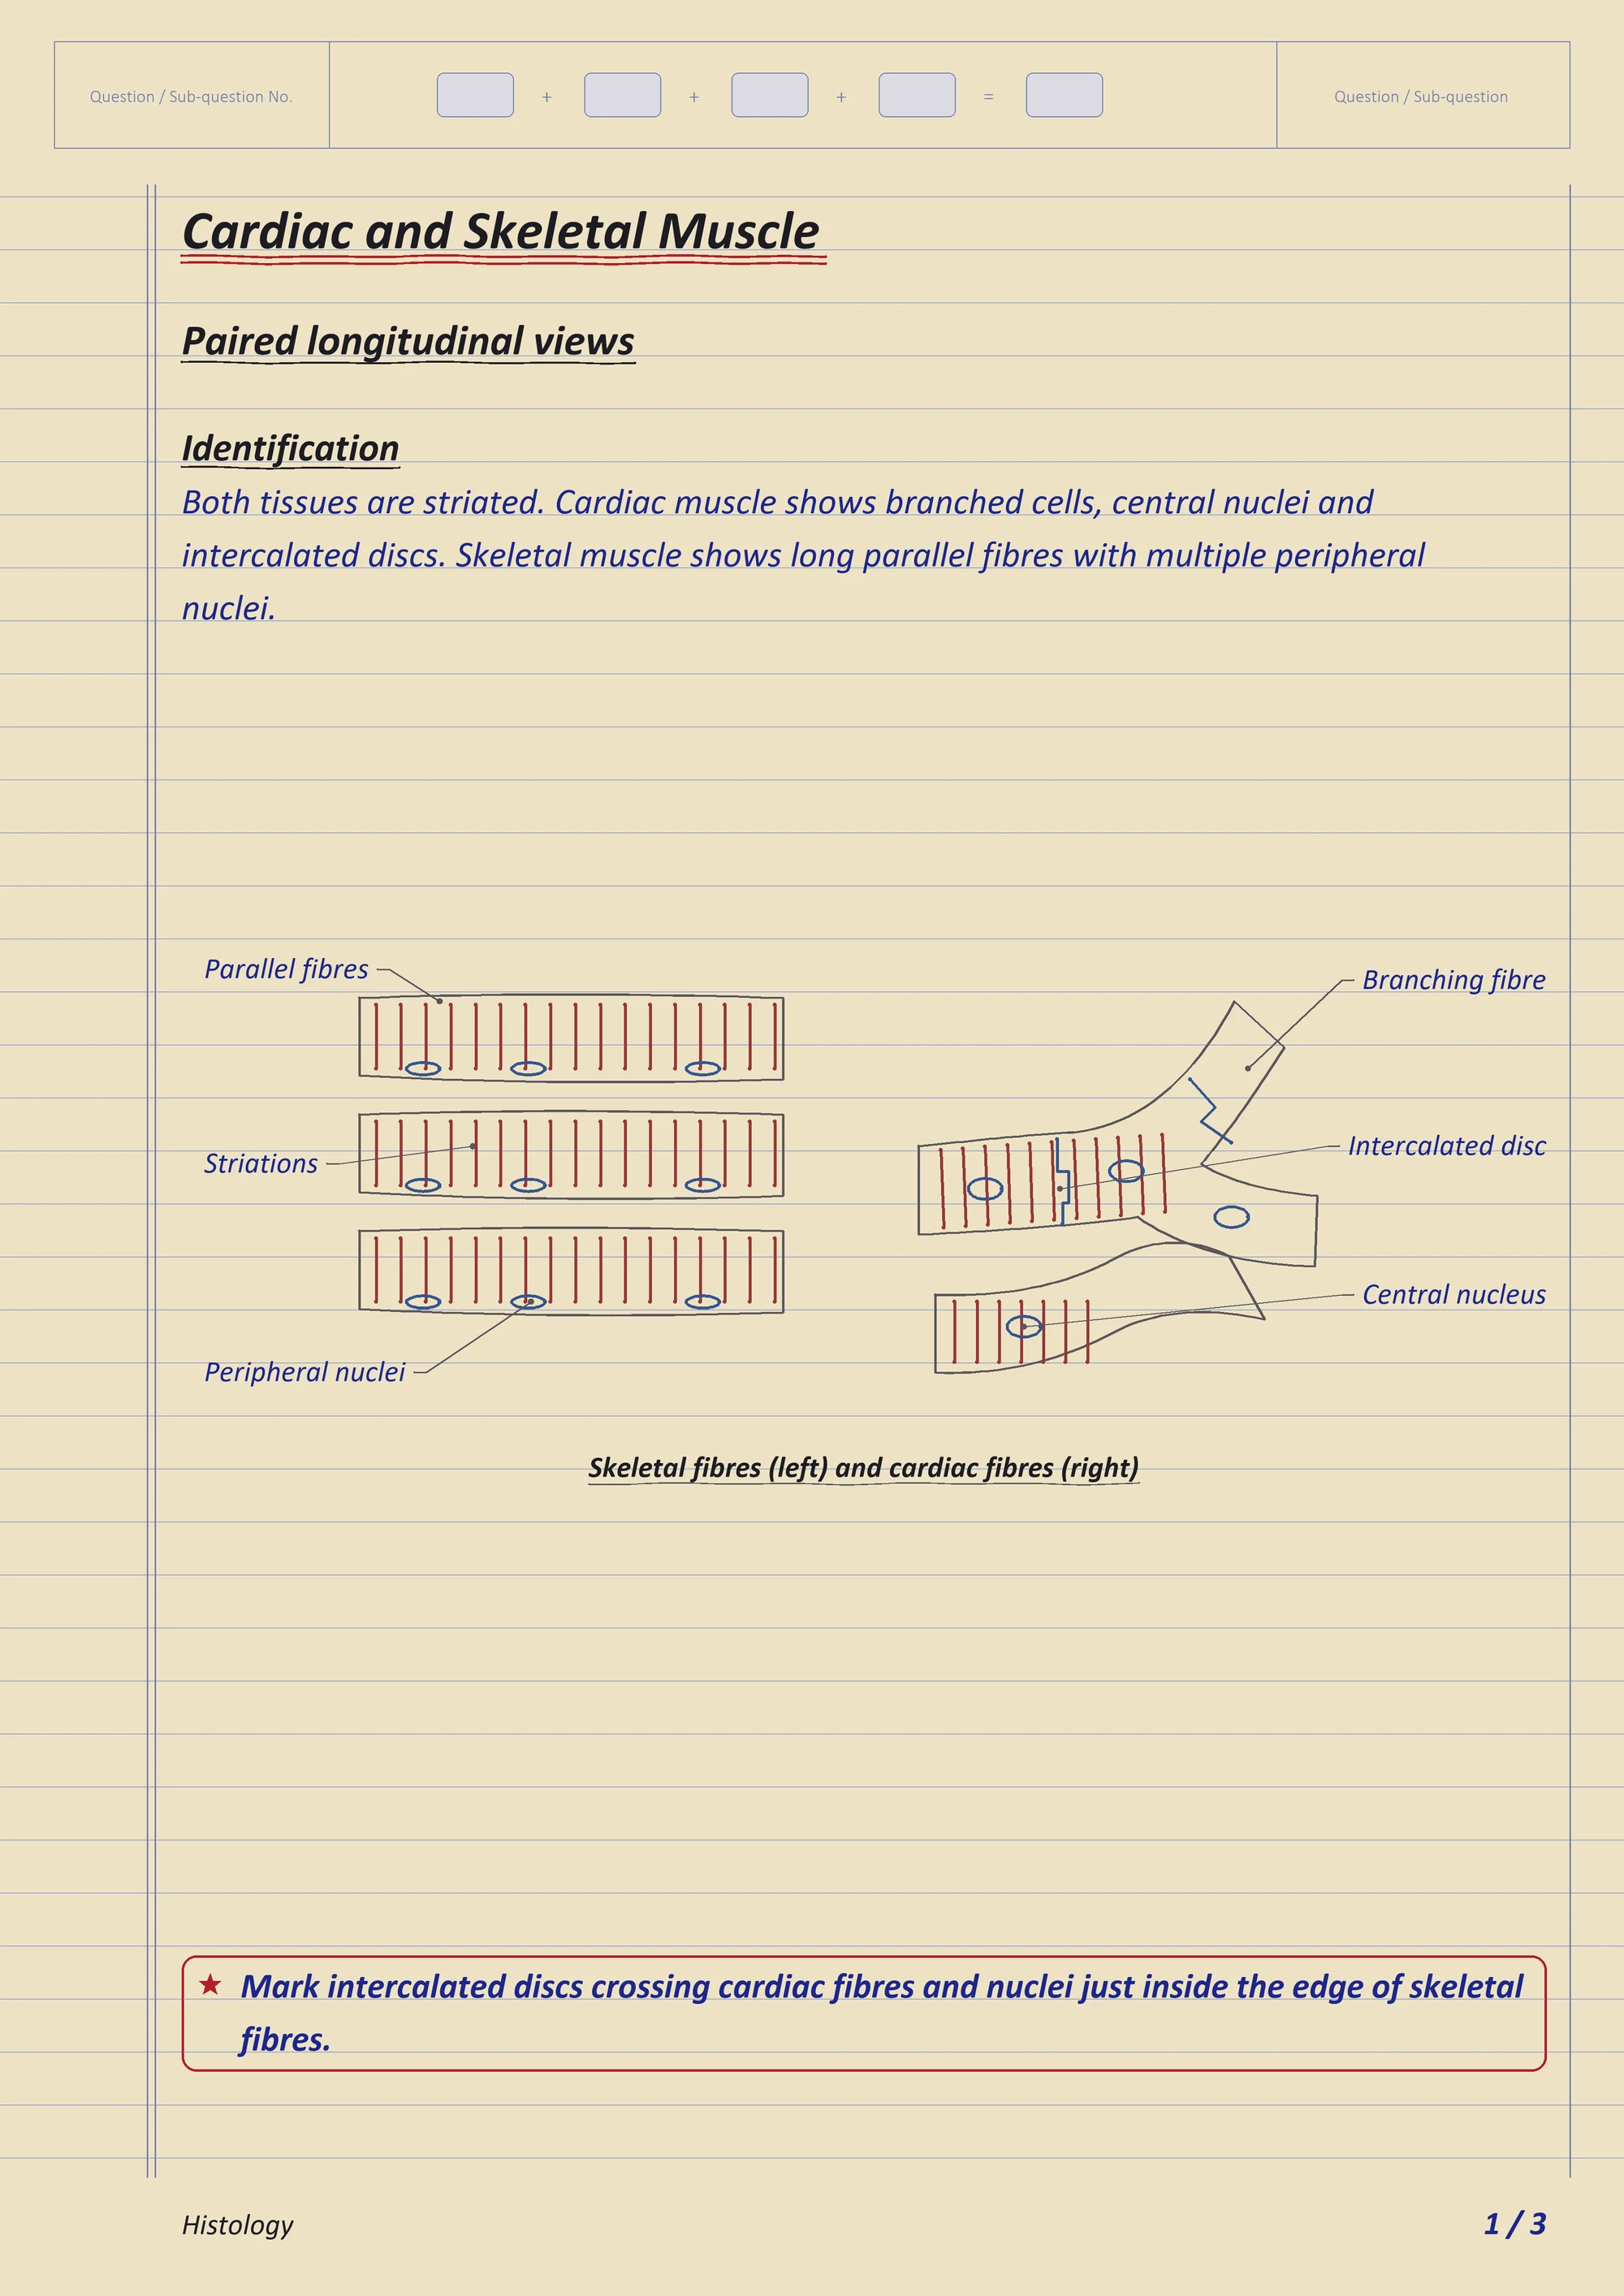 Question / Sub-question No.
+ + + =
Question / Sub-question
Cardiac and Skeletal Muscle
Paired longitudinal views
Identification
Both tissues are striated. Cardiac muscle shows branched cells, central nuclei and
intercalated discs. Skeletal muscle shows long parallel fibres with multiple peripheral
nuclei.
Parallel fibres
Branching fibre
Intercalated disc
Striations
Central nucleus
Peripheral nuclei
Skeletal fibres (left) and cardiac fibres (right)
★ Mark intercalated discs crossing cardiac fibres and nuclei just inside the edge of skeletal
fibres.
Histology
1 / 3